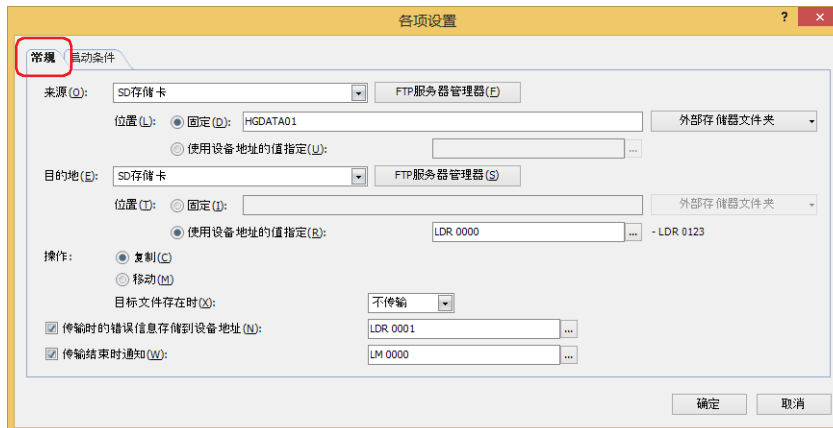 各项设置
? ×
常规 启动条件
来源(O): SD存储卡 FTP服务器管理器(F)
位置(L): 固定(D): HGDATA01 外部存储器文件夹
使用设备地址的值指定(U): ...
目的地(E): SD存储卡 FTP服务器管理器(S)
位置(T): 固定(I): 外部存储器文件夹
使用设备地址的值指定(R): LDR 0000 ... - LDR 0123
操作: 复制(C)
移动(M)
目标文件存在时(X): 不传输
传输时的错误信息存储到设备地址(N): LDR 0001 ...
传输结束时通知(W): LM 0000 ...
确定 取消